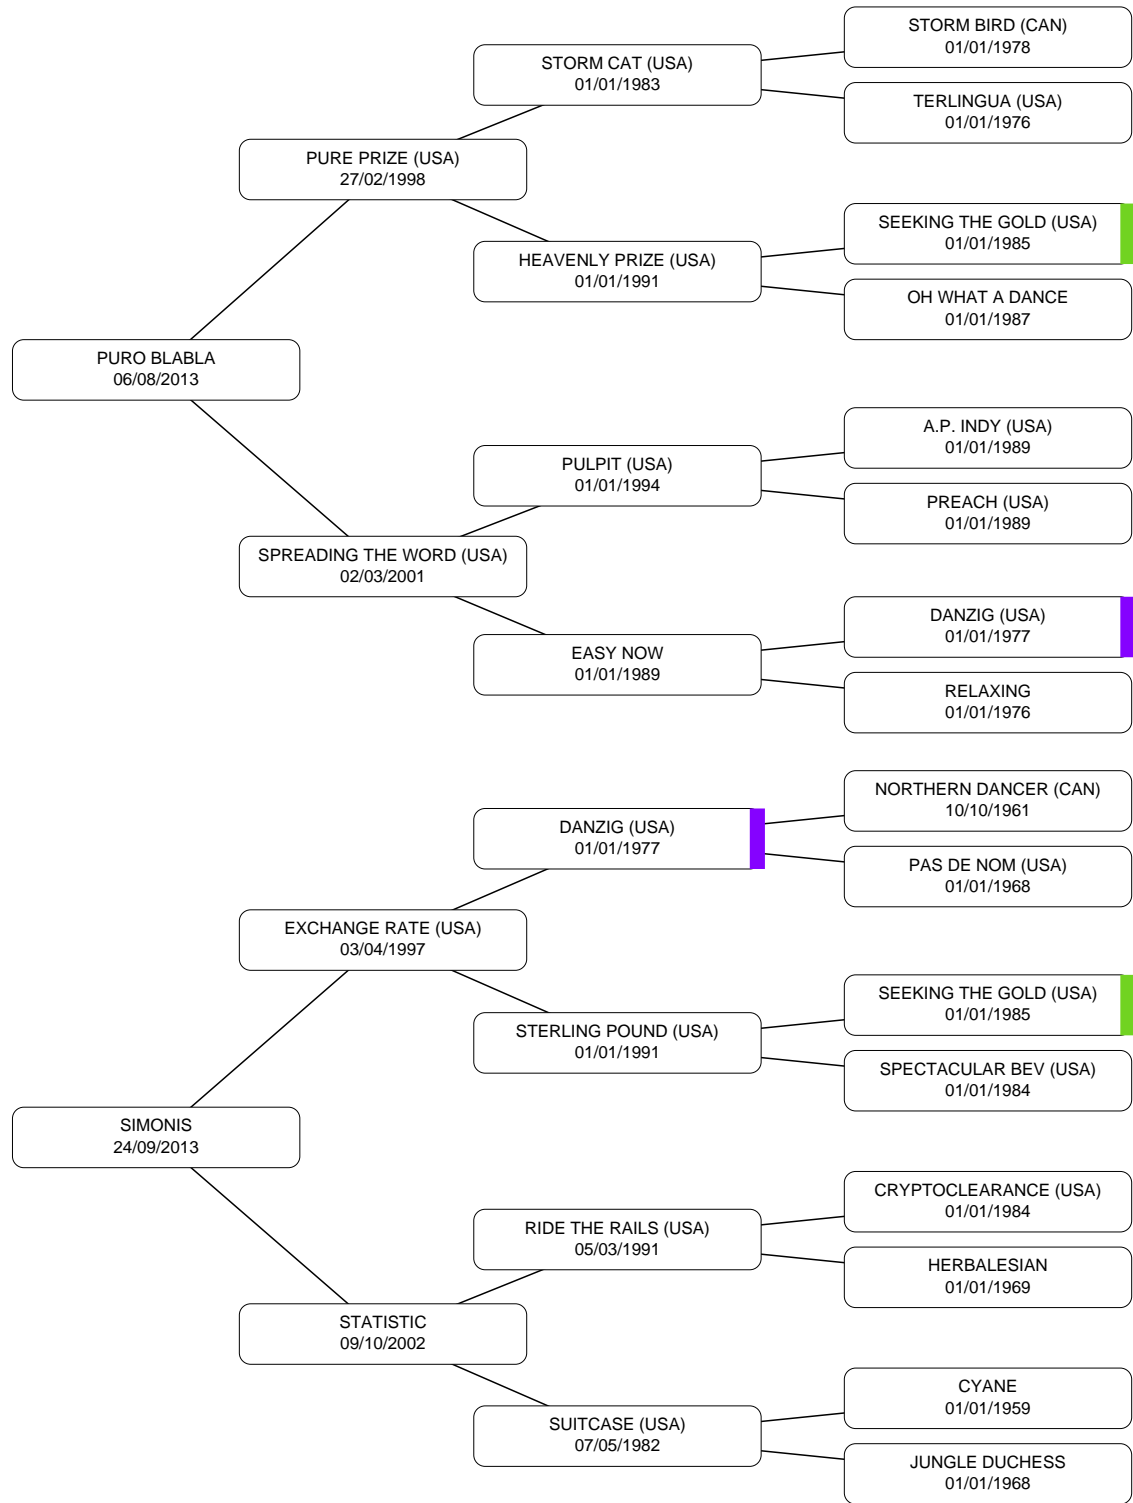 STORM BIRD (CAN)
01/01/1978
STORM CAT (USA)
01/01/1983
TERLINGUA (USA)
01/01/1976
PURE PRIZE (USA)
27/02/1998
SEEKING THE GOLD (USA)
01/01/1985
HEAVENLY PRIZE (USA)
01/01/1991
OH WHAT A DANCE
01/01/1987
PURO BLABLA
06/08/2013
A.P. INDY (USA)
01/01/1989
PULPIT (USA)
01/01/1994
PREACH (USA)
01/01/1989
SPREADING THE WORD (USA)
02/03/2001
DANZIG (USA)
01/01/1977
EASY NOW
01/01/1989
RELAXING
01/01/1976
NORTHERN DANCER (CAN)
10/10/1961
DANZIG (USA)
01/01/1977
PAS DE NOM (USA)
01/01/1968
EXCHANGE RATE (USA)
03/04/1997
SEEKING THE GOLD (USA)
01/01/1985
STERLING POUND (USA)
01/01/1991
SPECTACULAR BEV (USA)
01/01/1984
SIMONIS
24/09/2013
CRYPTOCLEARANCE (USA)
01/01/1984
RIDE THE RAILS (USA)
05/03/1991
HERBALESIAN
01/01/1969
STATISTIC
09/10/2002
CYANE
01/01/1959
SUITCASE (USA)
07/05/1982
JUNGLE DUCHESS
01/01/1968